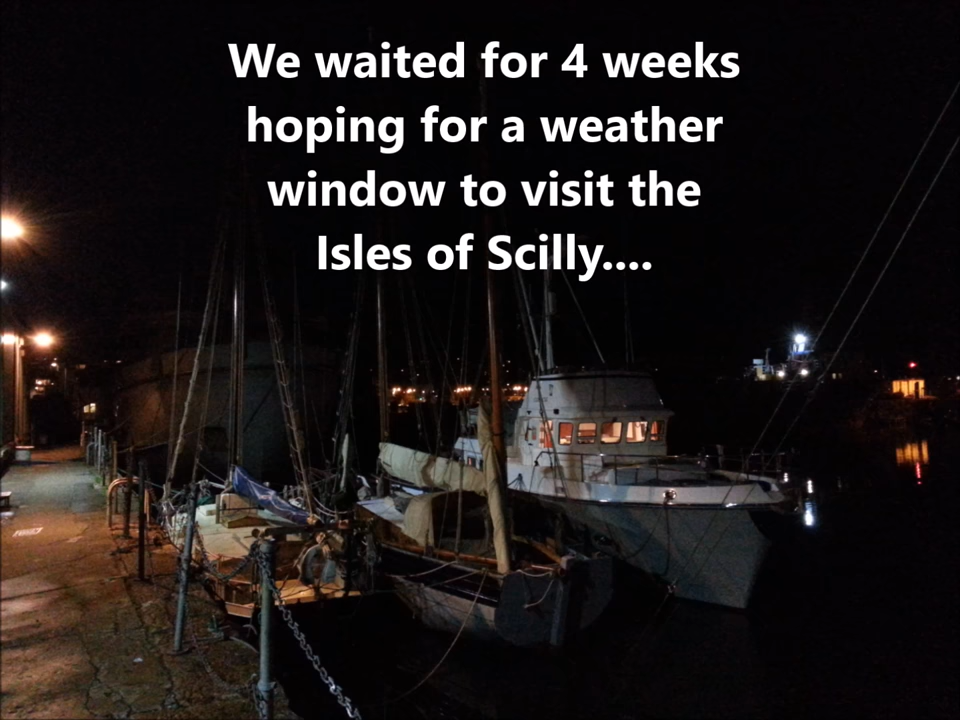 We waited for 4 weeks
hoping for a weather
window to visit the
Isles of Scilly....